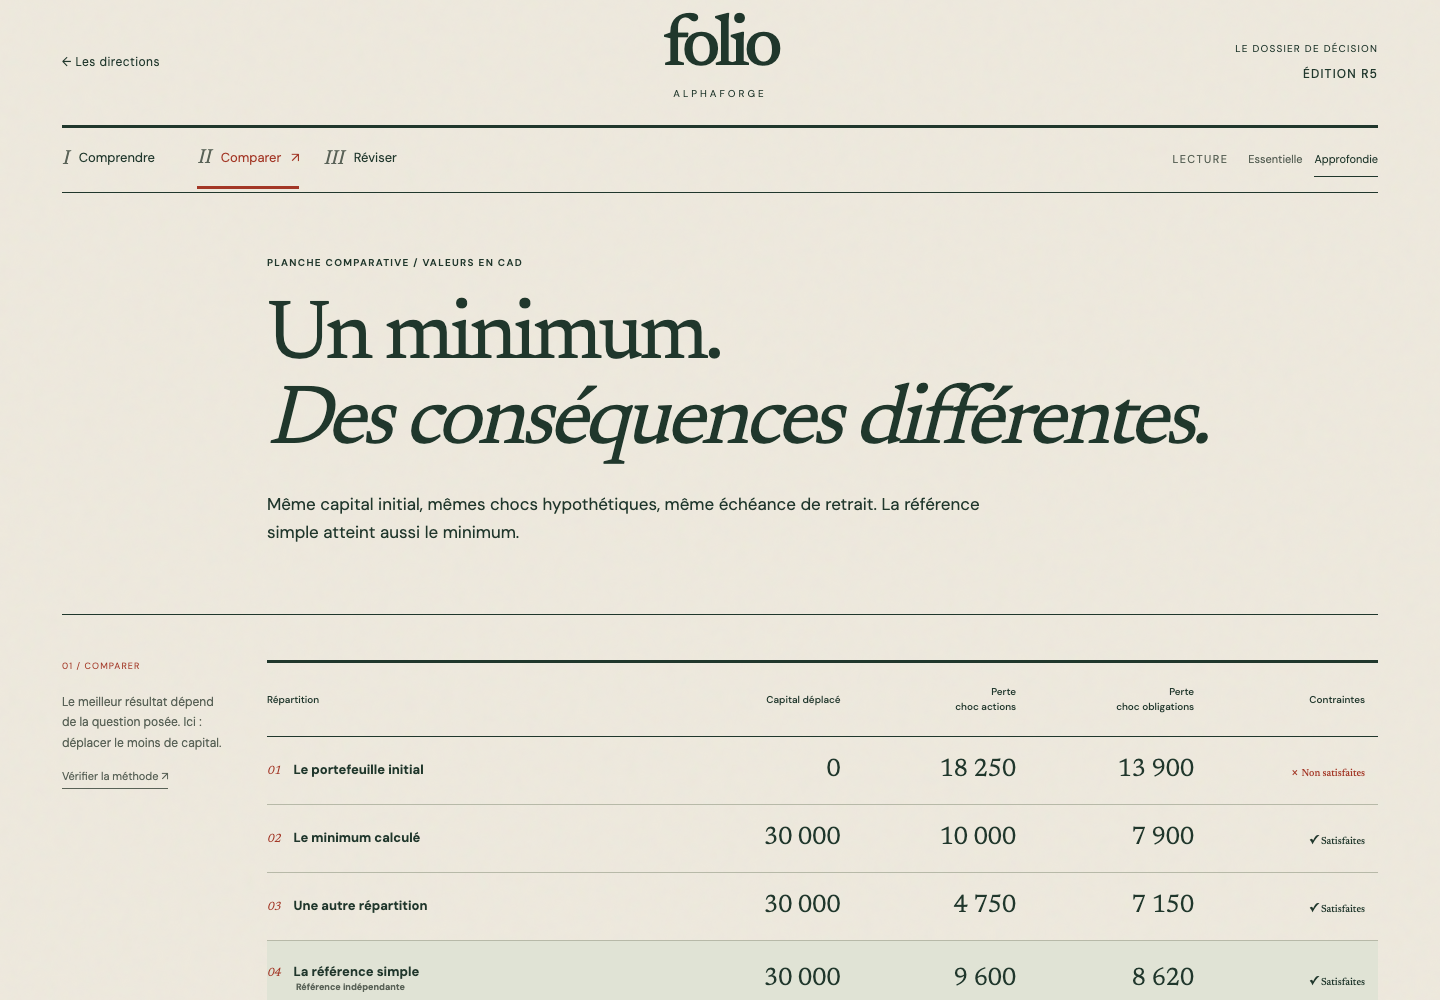 ← Les directions
folio
ALPHAFORGE
LE DOSSIER DE DÉCISION
ÉDITION R5
I Comprendre
II Comparer ↗
III Réviser
LECTURE
Essentielle
Approfondie
PLANCHE COMPARATIVE / VALEURS EN CAD
Un minimum.
Des conséquences différentes.
Même capital initial, mêmes chocs hypothétiques, même échéance de retrait. La référence
simple atteint aussi le minimum.
01 / COMPARER
Le meilleur résultat dépend
de la question posée. Ici :
déplacer le moins de capital.
Vérifier la méthode ↗
Répartition
Capital déplacé
Perte
choc actions
Perte
choc obligations
Contraintes
01 Le portefeuille initial 0 18 250 13 900 × Non satisfaites
02 Le minimum calculé 30 000 10 000 7 900 ✓ Satisfaites
03 Une autre répartition 30 000 4 750 7 150 ✓ Satisfaites
04 La référence simple 30 000 9 600 8 620 ✓ Satisfaites
Référence indépendante